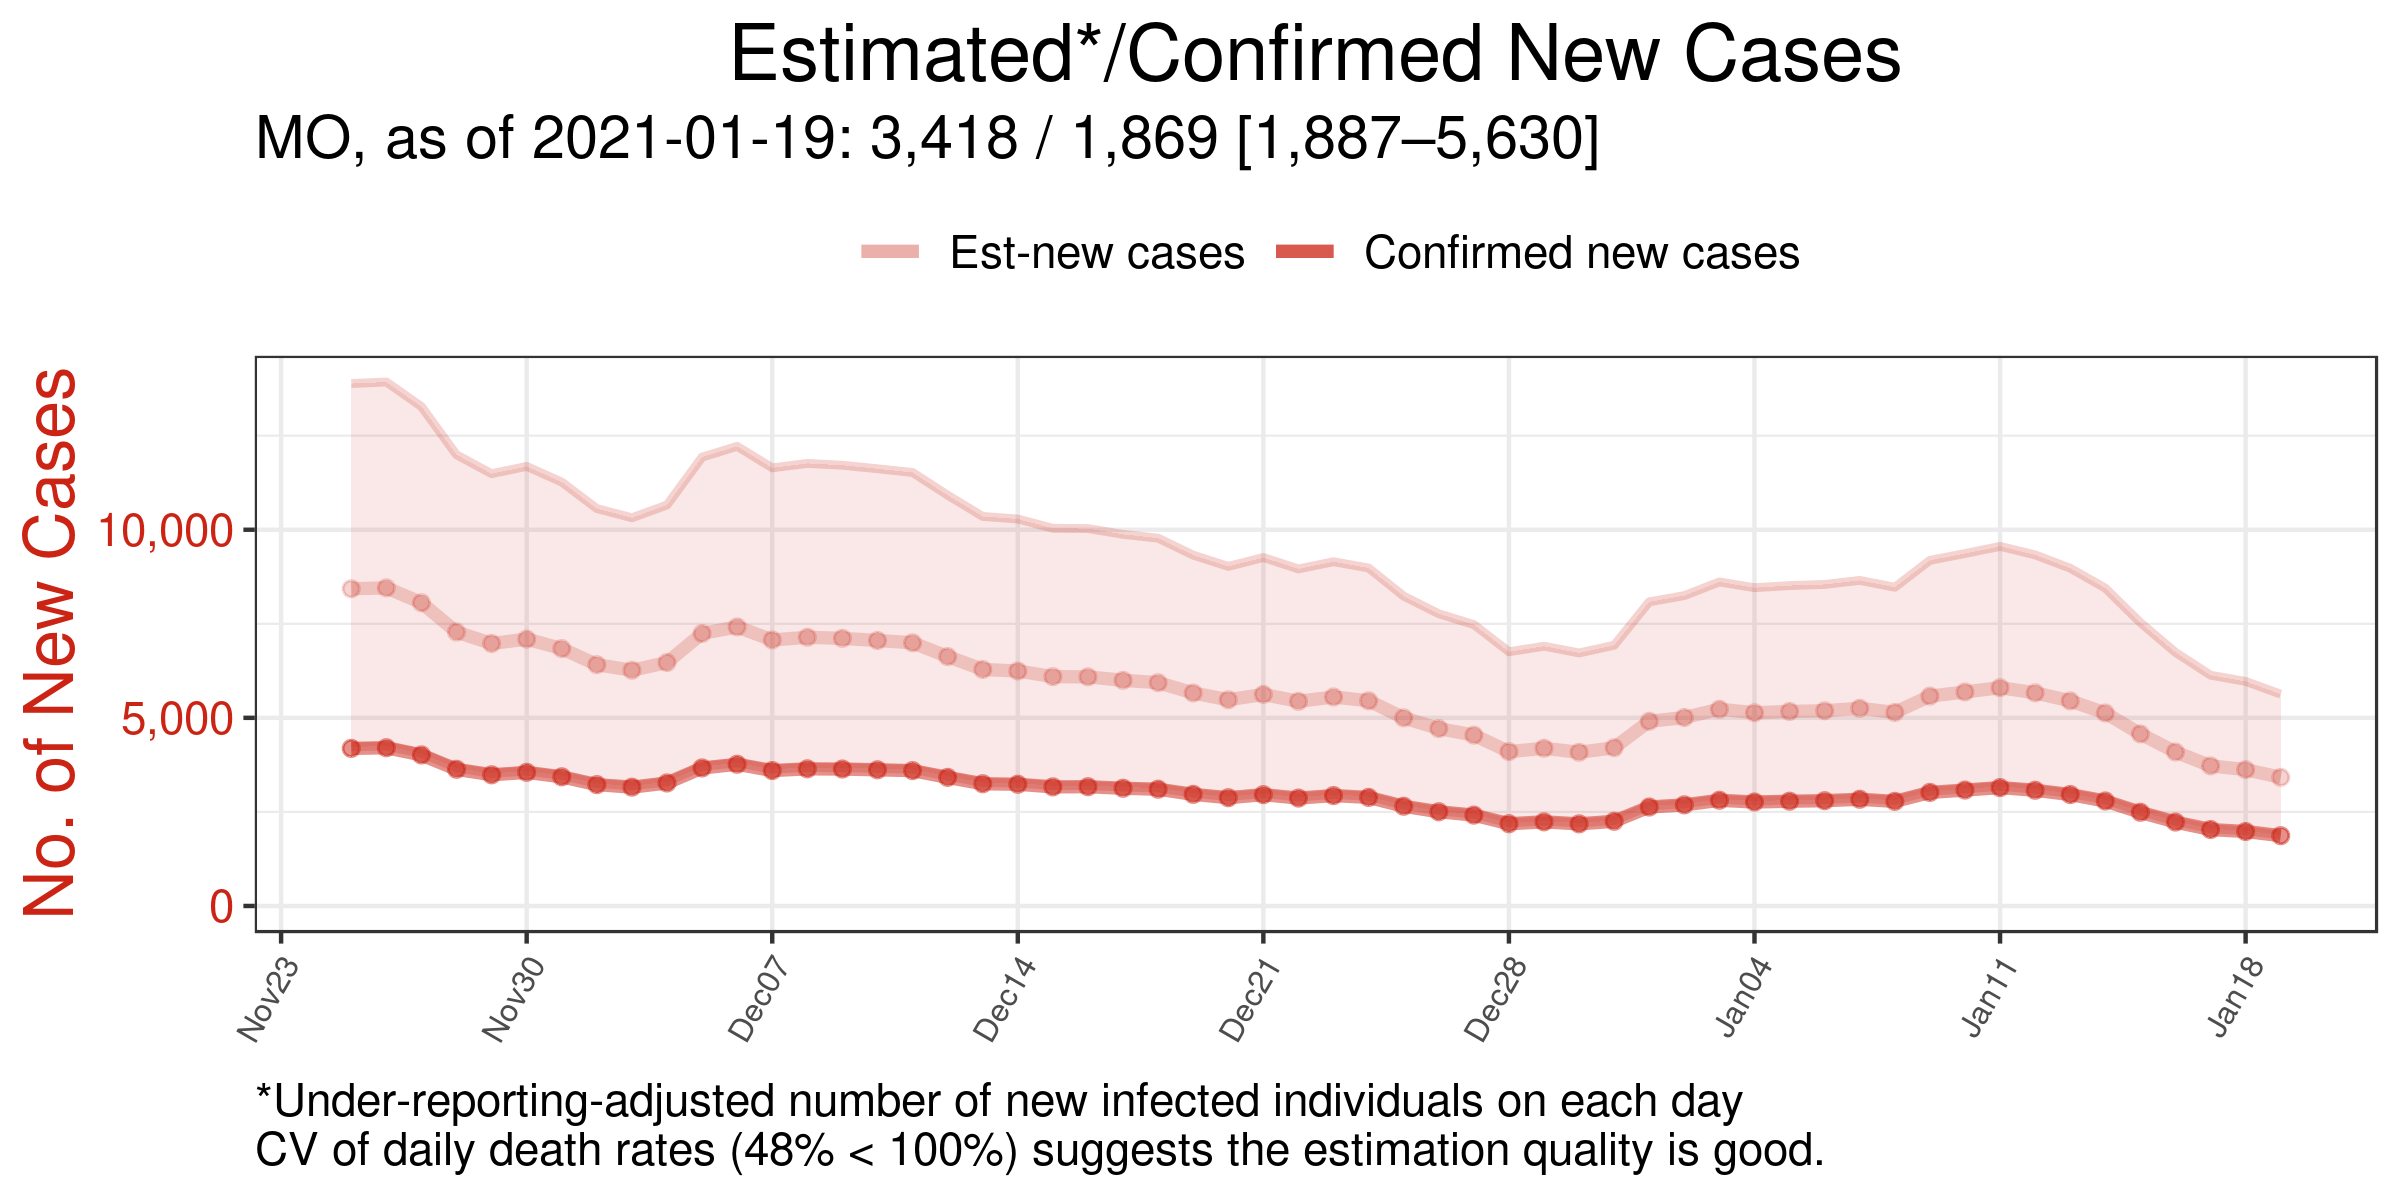 Estimated*/Confirmed New Cases
MO, as of 2021-01-19: 3,418 / 1,869 [1,887–5,630]
Est-new cases
Confirmed new cases
No. of New Cases
10,000
5,000
0
Nov23
Nov30
Dec07
Dec14
Dec21
Dec28
Jan04
Jan11
Jan18
*Under-reporting-adjusted number of new infected individuals on each day
CV of daily death rates (48% < 100%) suggests the estimation quality is good.